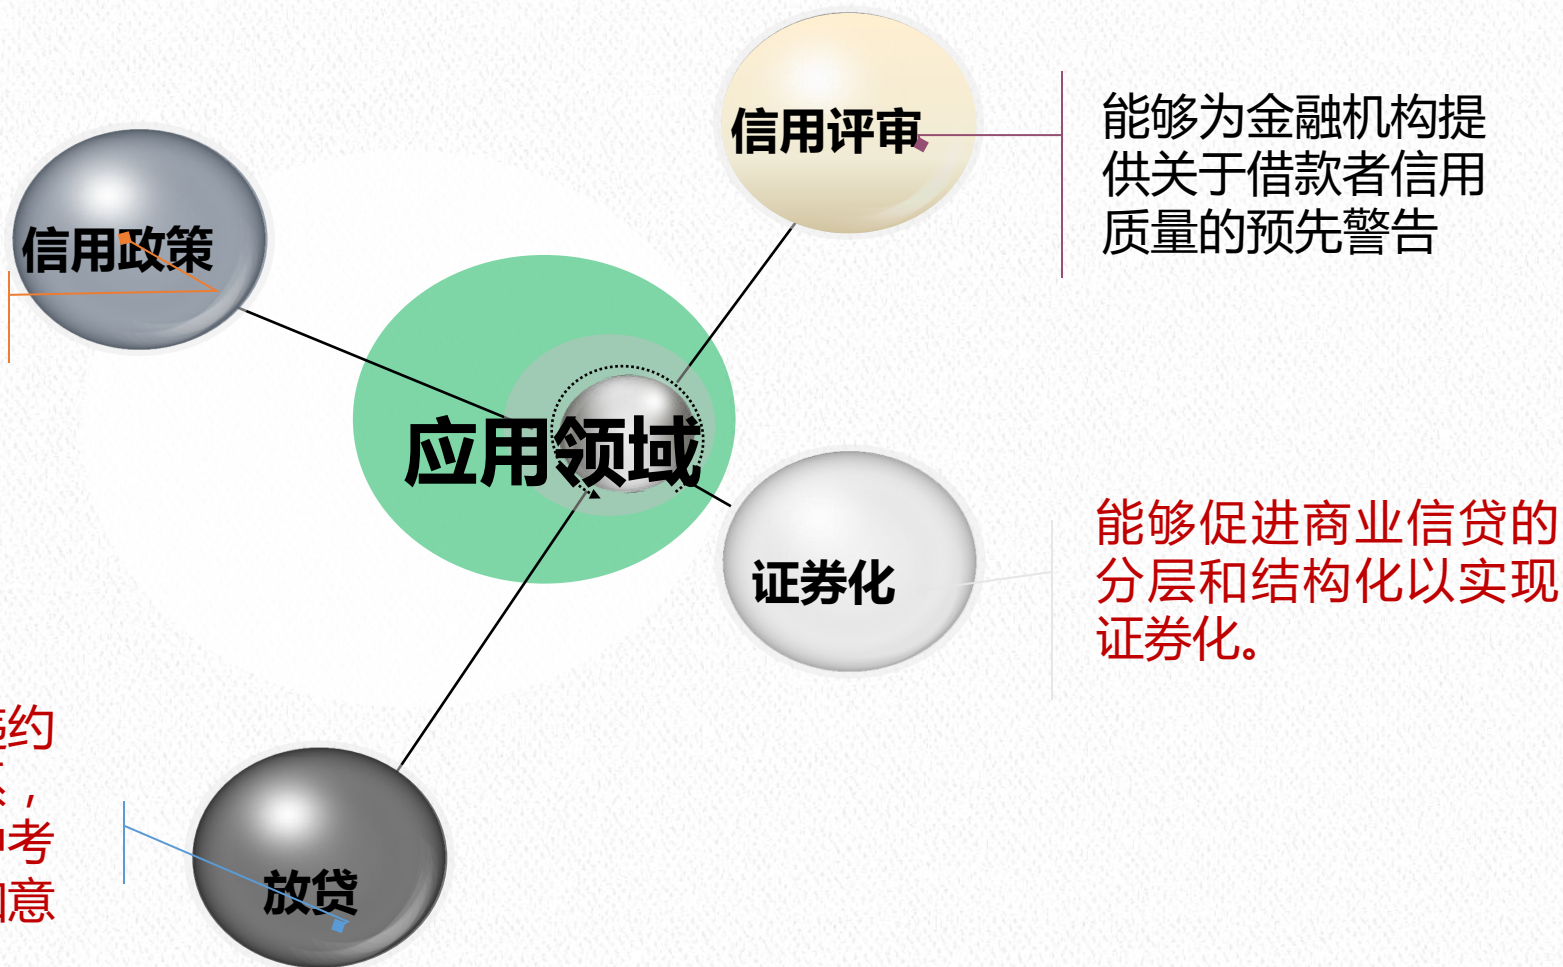 信用评审
能够为金融机构提
供关于借款者信用
质量的预先警告
信用政策
应用领域
证券化
能够促进商业信贷的
分层和结构化以实现
证券化。
约
，
考
意
放贷